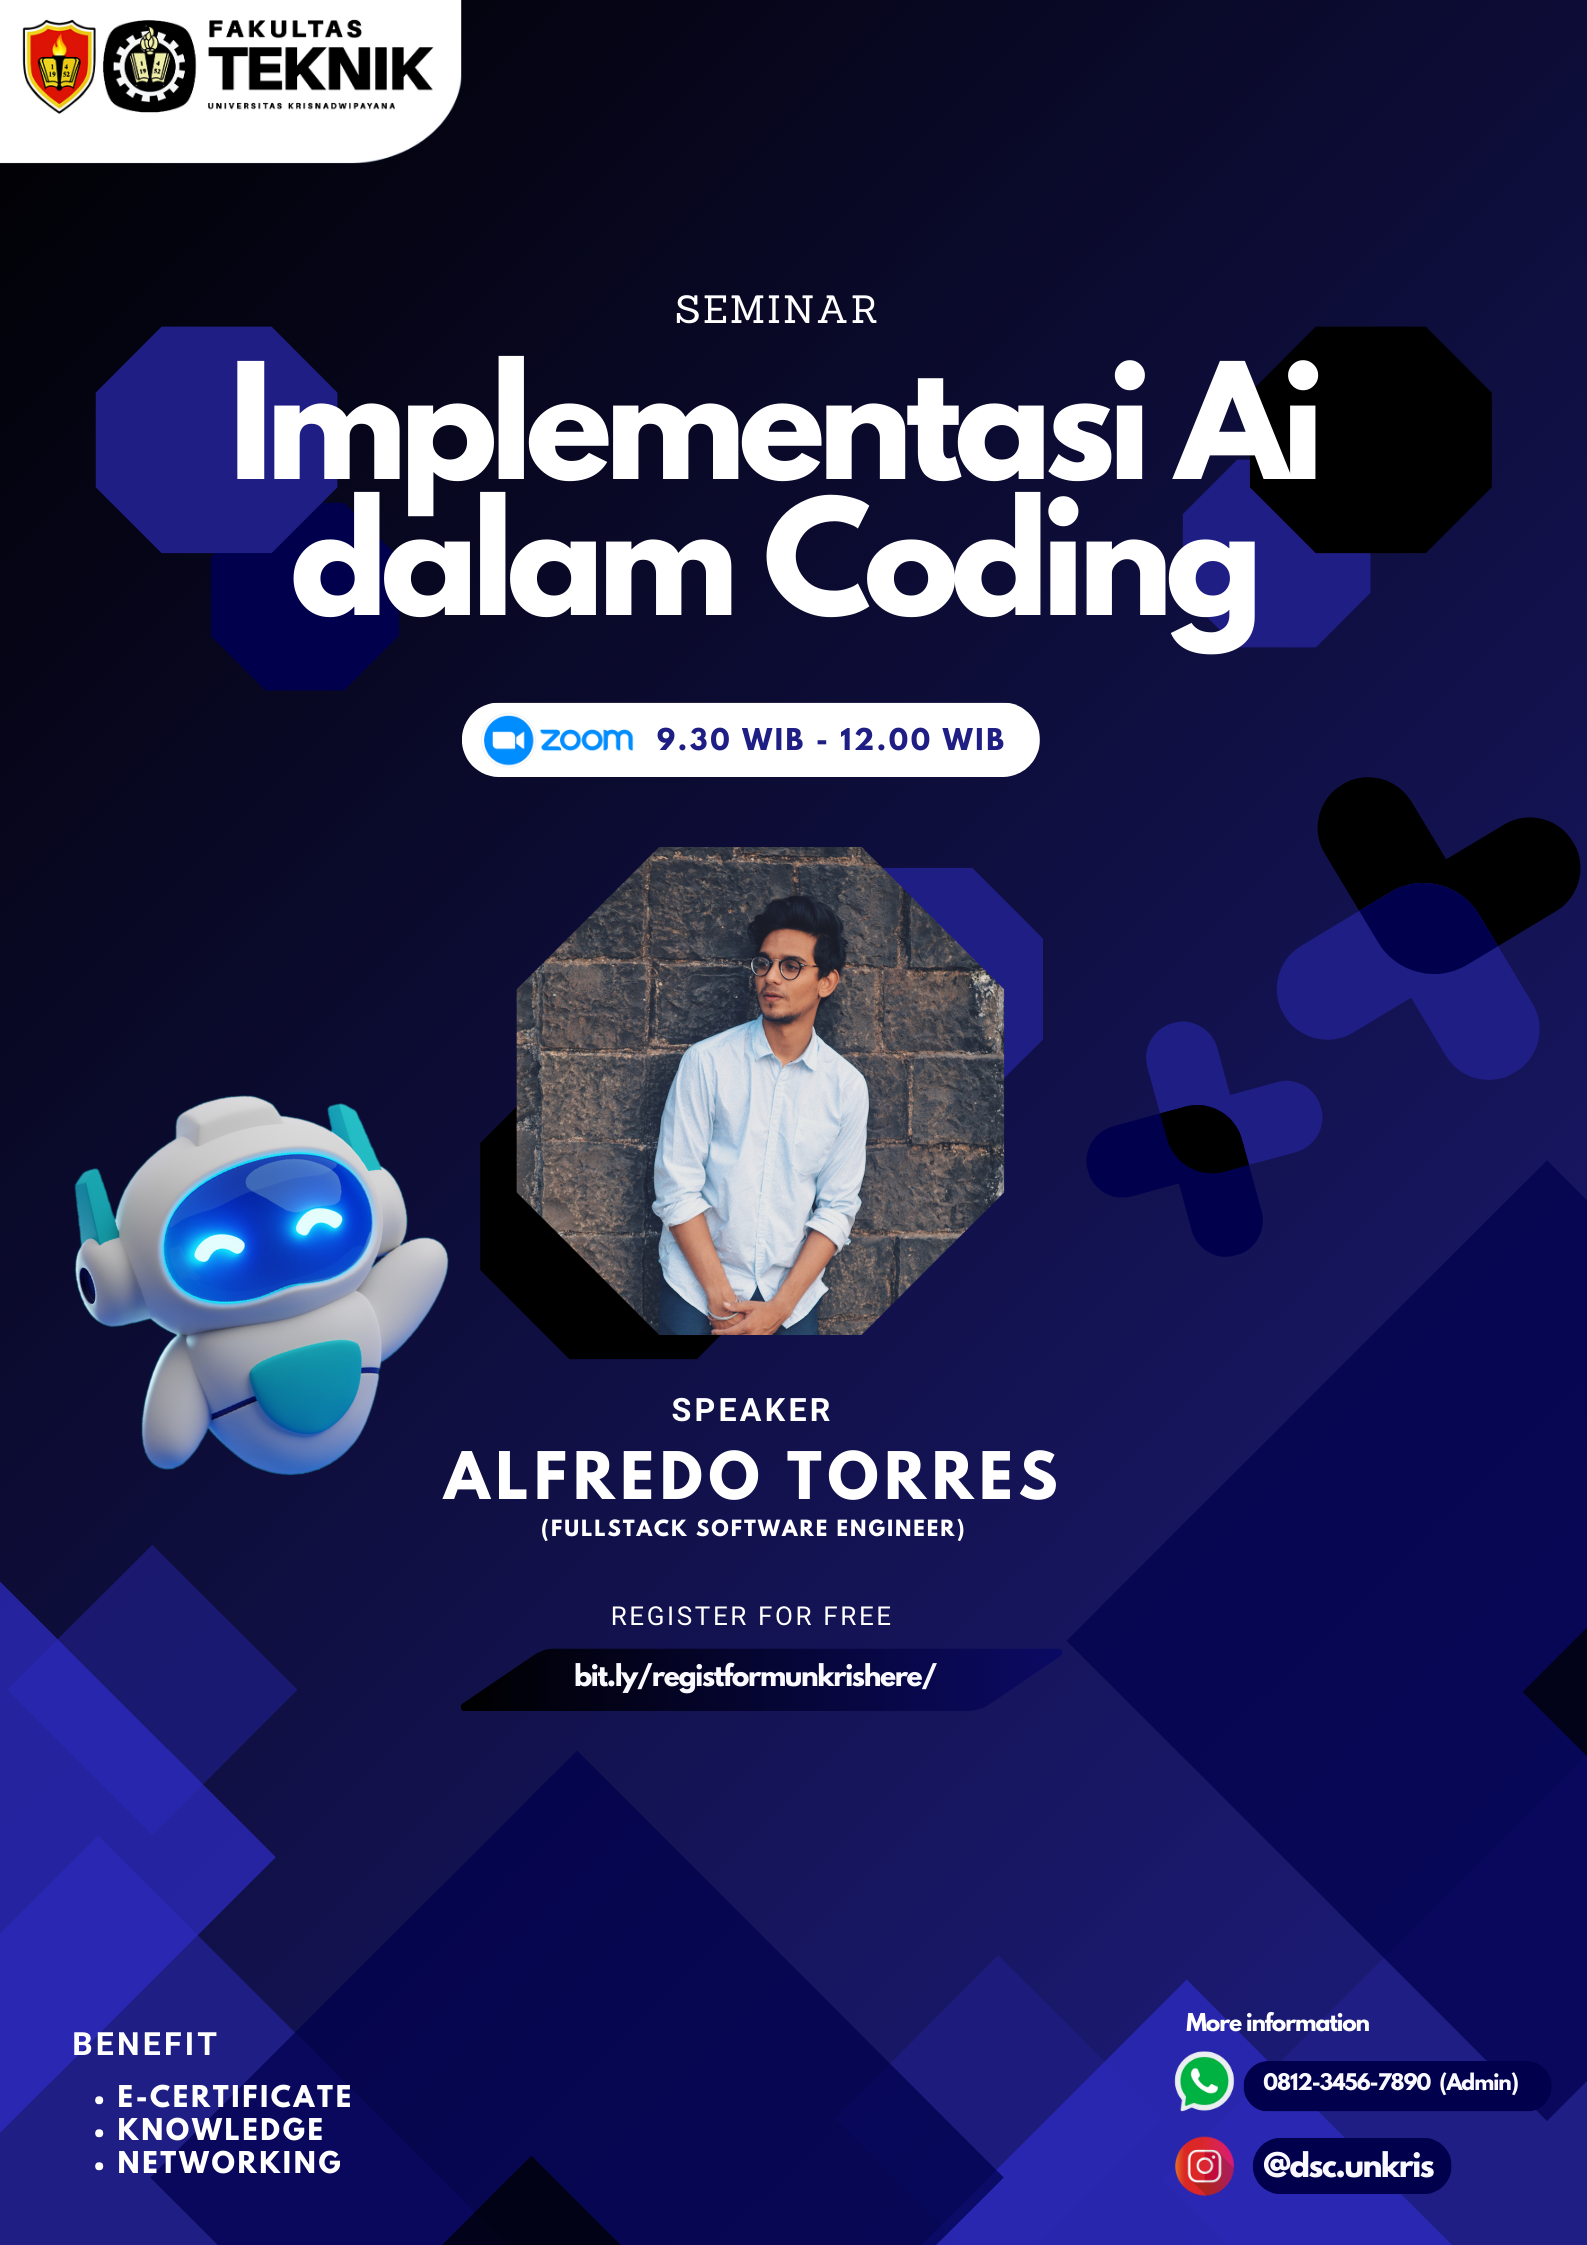 FAKULTAS
TEKNIK
UNIVERSITAS KRISNADWIPAYANA
SEMINAR
Implementasi Ai
dalam Coding
zoom 9.30 WIB - 12.00 WIB
SPEAKER
ALFREDO TORRES
(FULLSTACK SOFTWARE ENGINEER)
REGISTER FOR FREE
bit.ly/registformunkrishere/
BENEFIT
• E-CERTIFICATE
• KNOWLEDGE
• NETWORKING
More information
0812-3456-7890 (Admin)
@dsc.unkris